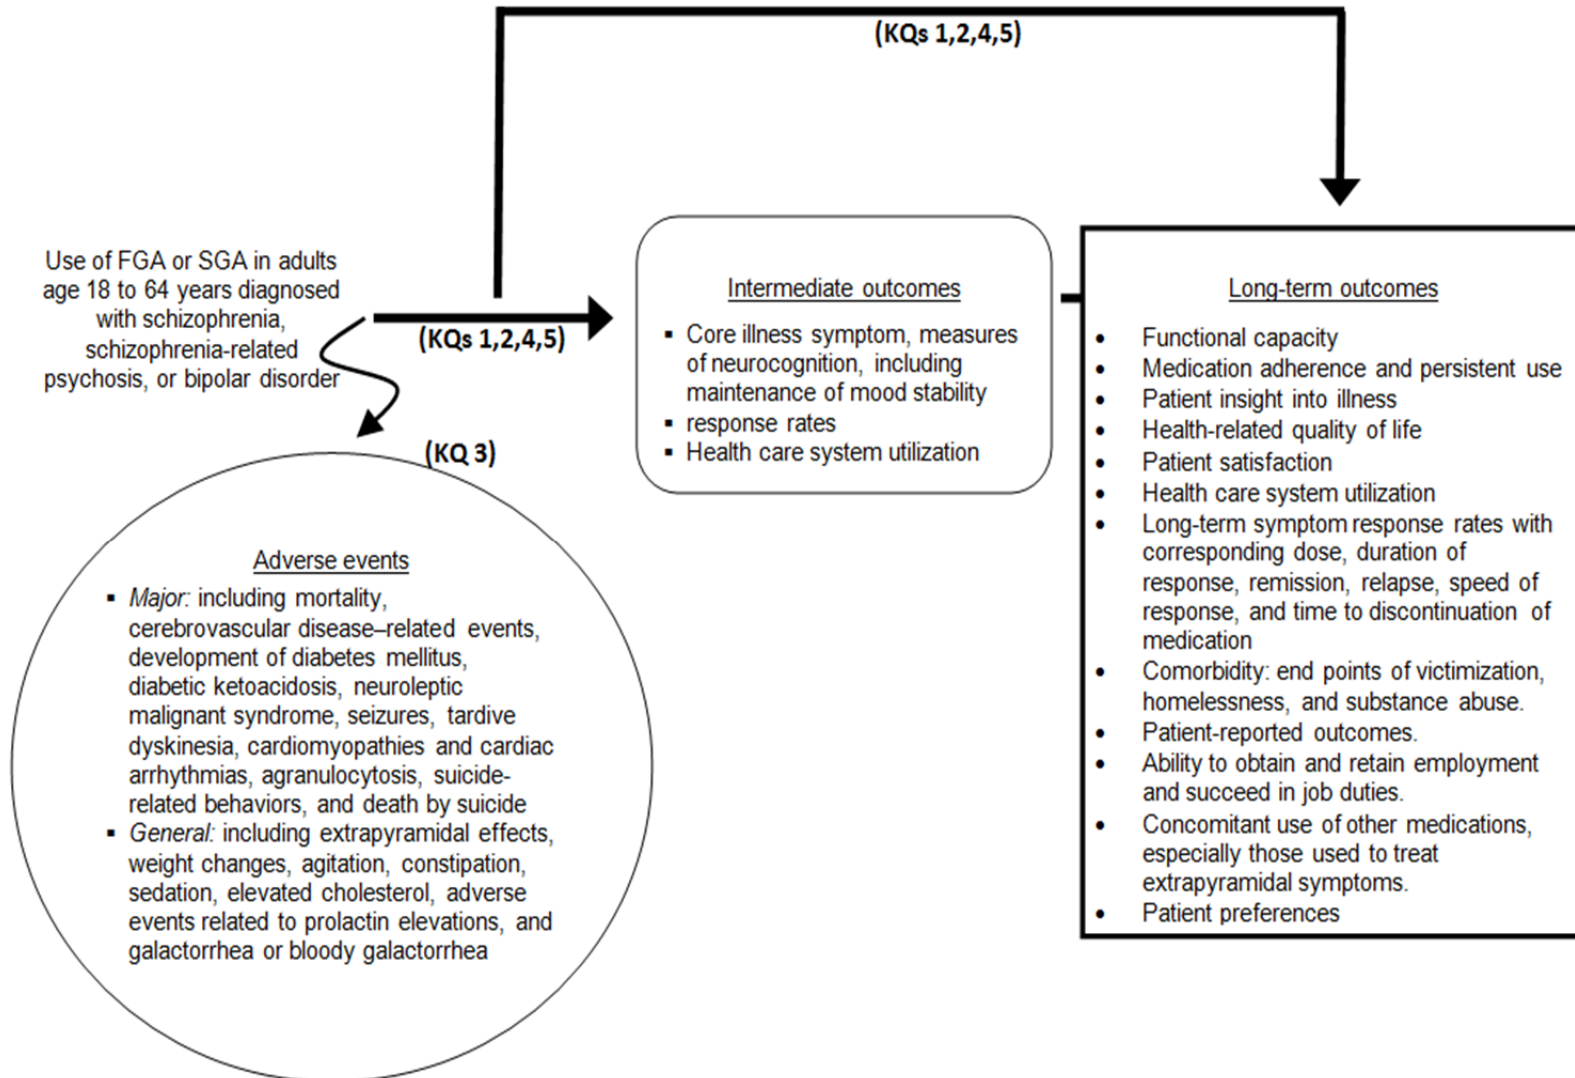 (KQs 1,2,4,5)
Use of FGA or SGA in adults
age 18 to 64 years diagnosed
with schizophrenia,
schizophrenia-related
psychosis, or bipolar disorder
(KQs 1,2,4,5)
(KQ 3)
Intermediate outcomes
▪ Core illness symptom, measures
of neurocognition, including
maintenance of mood stability
▪ response rates
▪ Health care system utilization
Long-term outcomes
• Functional capacity
• Medication adherence and persistent use
• Patient insight into illness
• Health-related quality of life
• Patient satisfaction
• Health care system utilization
• Long-term symptom response rates with
corresponding dose, duration of
response, remission, relapse, speed of
response, and time to discontinuation of
medication
• Comorbidity: end points of victimization,
homelessness, and substance abuse.
• Patient-reported outcomes.
• Ability to obtain and retain employment
and succeed in job duties.
• Concomitant use of other medications,
especially those used to treat
extrapyramidal symptoms.
• Patient preferences
Adverse events
▪ Major: including mortality,
cerebrovascular disease–related events,
development of diabetes mellitus,
diabetic ketoacidosis, neuroleptic
malignant syndrome, seizures, tardive
dyskinesia, cardiomyopathies and cardiac
arrhythmias, agranulocytosis, suicide-
related behaviors, and death by suicide
▪ General: including extrapyramidal effects,
weight changes, agitation, constipation,
sedation, elevated cholesterol, adverse
events related to prolactin elevations, and
galactorrhea or bloody galactorrhea